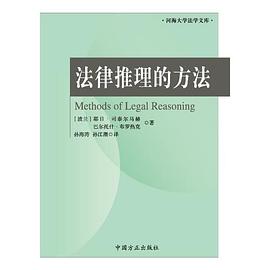 ·河海大学法学文库·
法律推理的方法
Methods of Legal Reasoning
[波兰] 耶日·司泰尔马赫
巴尔托什·布罗热克 著
孙海涛 孙江潮 译
中国方正出版社